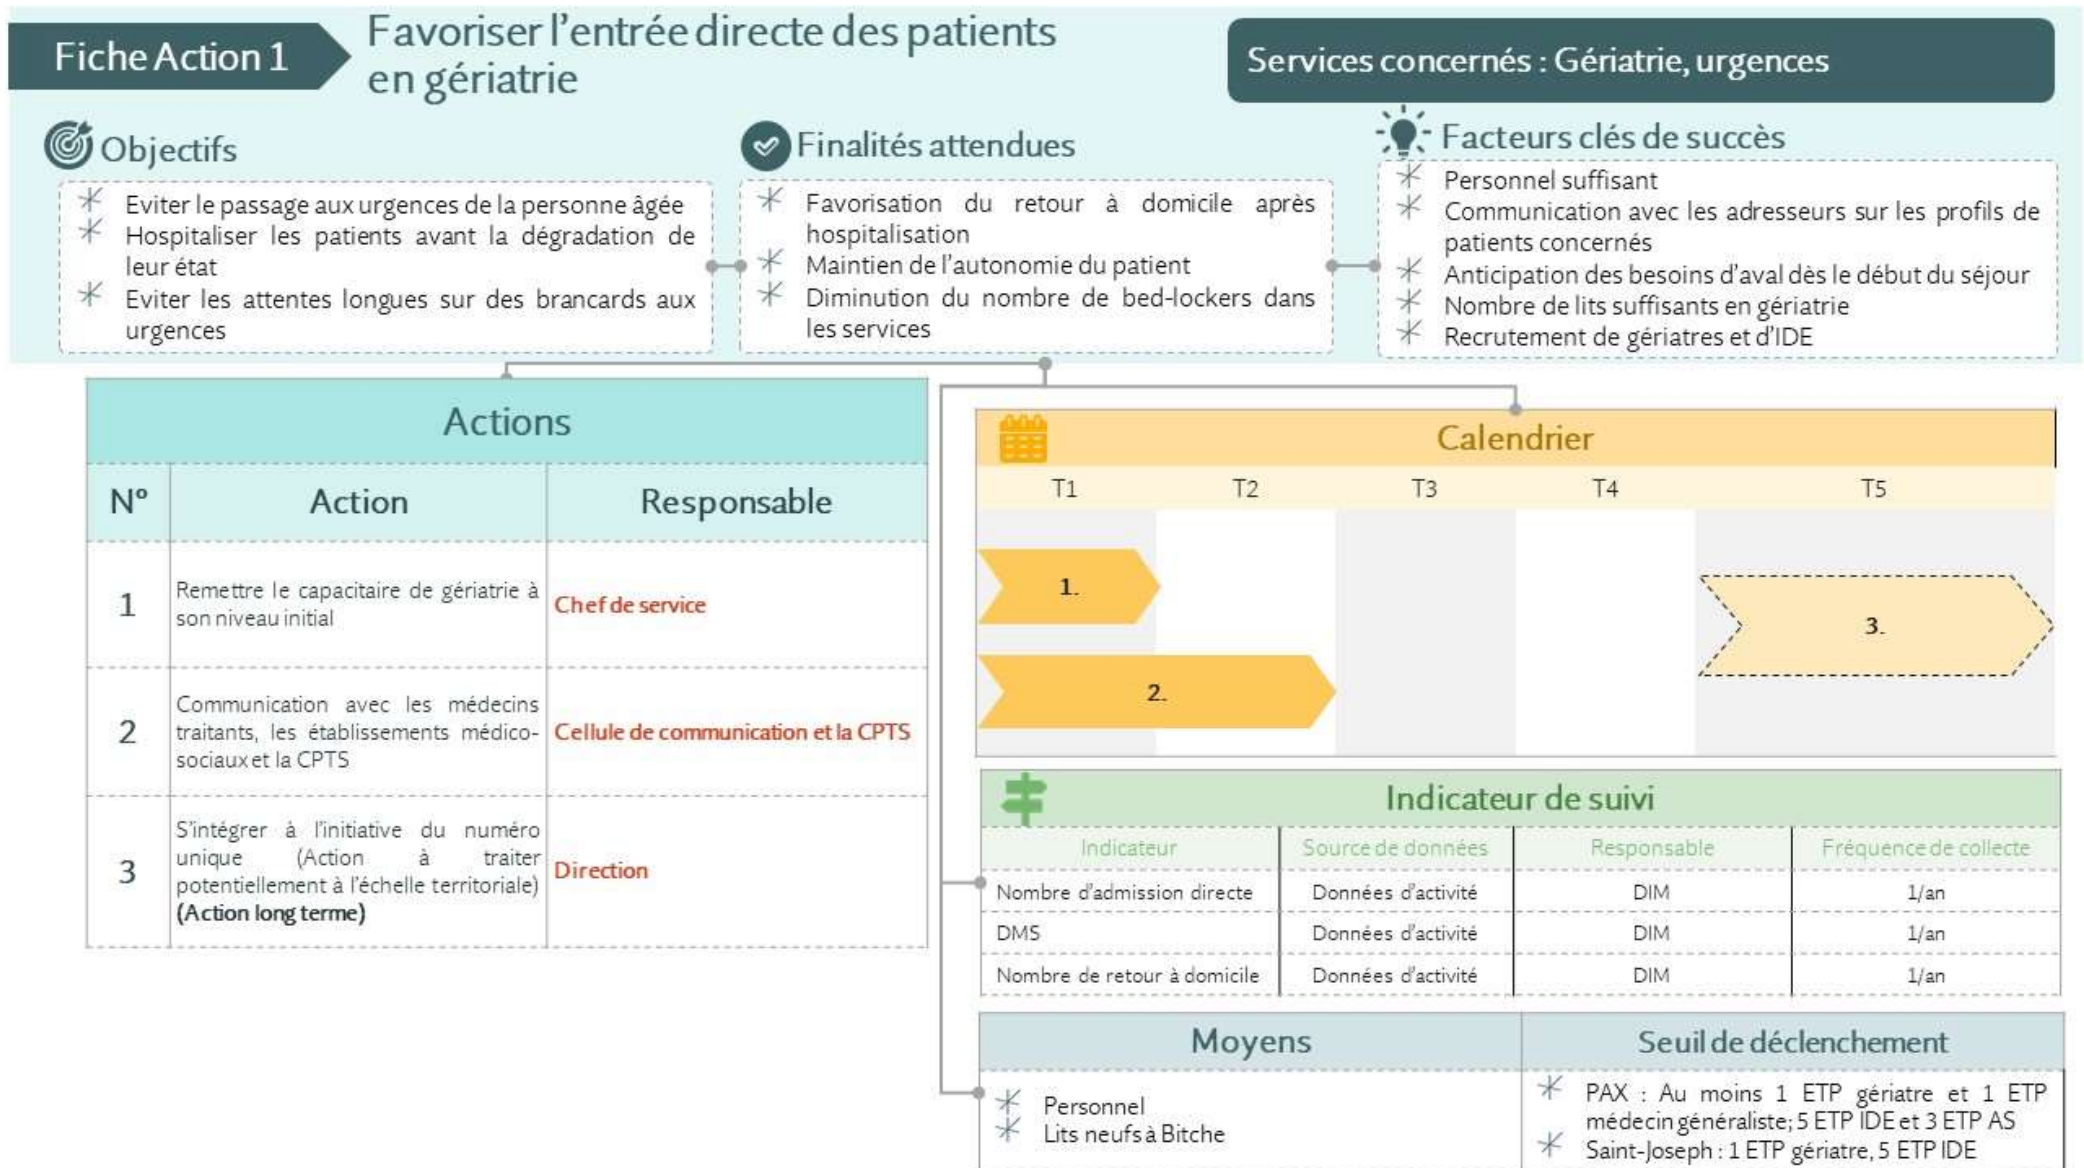 Fiche Action 1
Favoriser l'entrée directe des patients
en gériatrie
Services concernés : Gériatrie, urgences
Objectifs
Eviter le passage aux urgences de la personne âgée
Hospitaliser les patients avant la dégradation de
leur état
Eviter les attentes longues sur des brancards aux
urgences
Finalités attendues
Favorisation du retour à domicile après
hospitalisation
Maintien de l'autonomie du patient
Diminution du nombre de bed-lockers dans
les services
Facteurs clés de succès
Personnel suffisant
Communication avec les adresseurs sur les profils de
patients concernés
Anticipation des besoins d'aval dès le début du séjour
Nombre de lits suffisants en gériatrie
Recrutement de gériatres et d'IDE
Actions
N° Action Responsable
1
Remettre le capacitaire de gériatrie à
son niveau initial
Chef de service
2
Communication avec les médecins
traitants, les établissements médico-
sociaux et la CPTS
Cellule de communication et la CPTS
3
S'intégrer à l'initiative du numéro
unique (Action à traiter
potentiellement à l'échelle territoriale)
(Action long terme)
Direction
Calendrier
T1 T2 T3 T4 T5
1.
2.
3.
Indicateur de suivi
Indicateur Source de données Responsable Fréquence de collecte
Nombre d'admission directe Données d'activité DIM 1/an
DMS Données d'activité DIM 1/an
Nombre de retour à domicile Données d'activité DIM 1/an
Moyens
Personnel
Lits neufs à Bitche
Seuil de déclenchement
PAX : Au moins 1 ETP gériatre et 1 ETP
médecin généraliste; 5 ETP IDE et 3 ETP AS
Saint-Joseph : 1 ETP gériatre, 5 ETP IDE